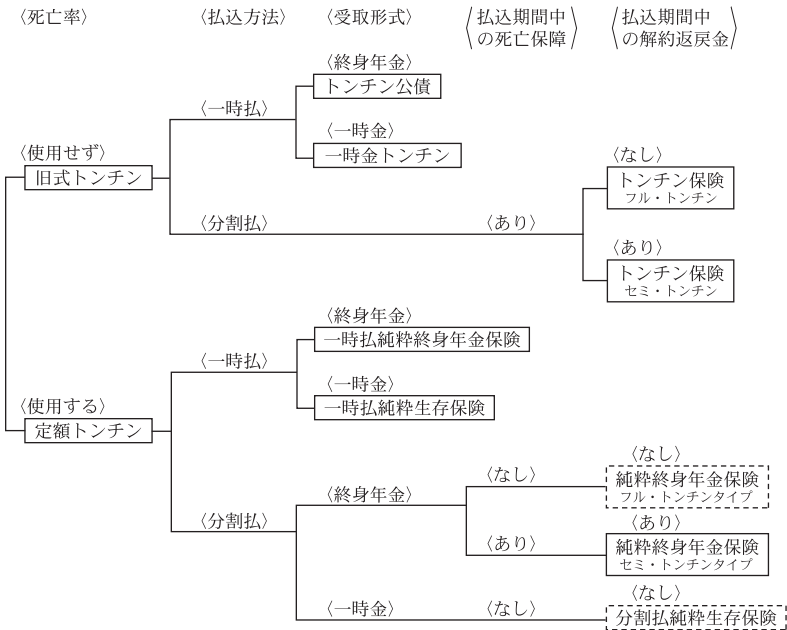 〈死亡率〉 〈払込方法〉 〈受取形式〉 〈払込期間中の死亡保障〉 〈払込期間中の解約返戻金〉
〈終身年金〉
トンチン公債
〈一時払〉
〈一時金〉
一時金トンチン
〈使用せず〉
旧式トンチン
〈なし〉
トンチン保険
フル・トンチン
〈分割払〉
〈あり〉
〈あり〉
トンチン保険
セミ・トンチン
〈終身年金〉
一時払純粋終身年金保険
〈一時払〉
〈一時金〉
一時払純粋生存保険
〈使用する〉
定額トンチン
〈なし〉
〈なし〉
純粋終身年金保険
フル・トンチンタイプ
〈終身年金〉
〈分割払〉
〈あり〉
〈あり〉
純粋終身年金保険
セミ・トンチンタイプ
〈一時金〉
〈なし〉
〈なし〉
分割払純粋生存保険